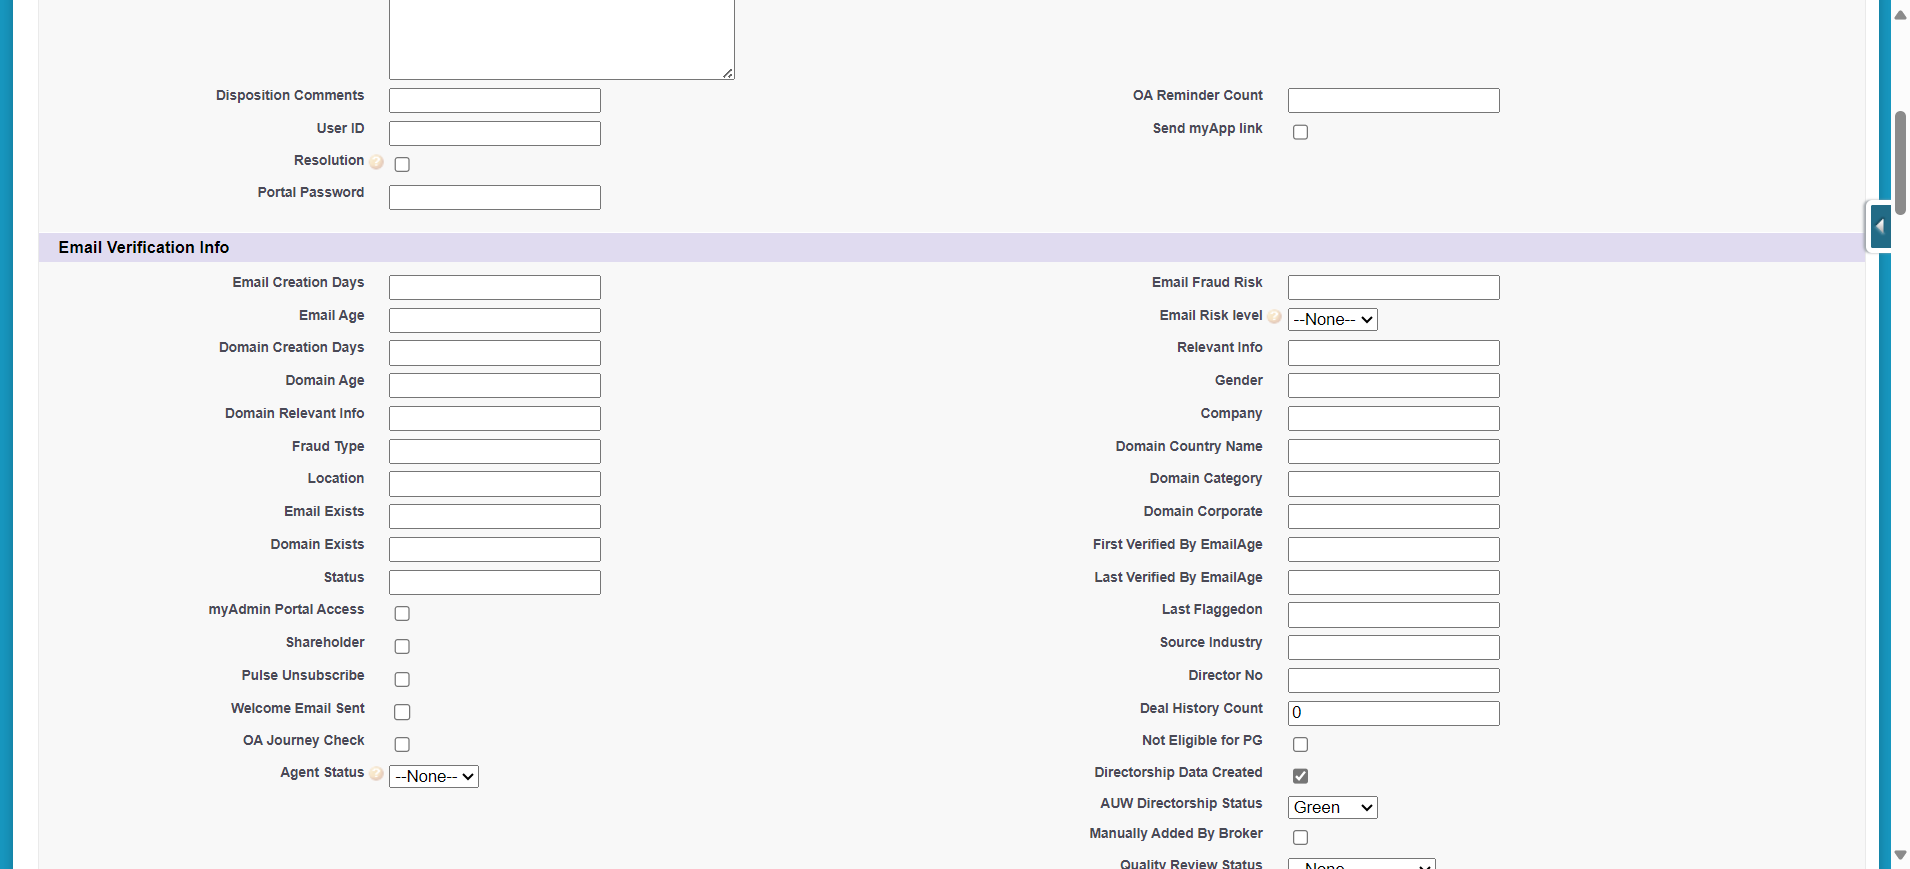 Disposition Comments
OA Reminder Count
User ID
Send myApp link
Resolution ?
Portal Password
Email Verification Info
Email Creation Days
Email Fraud Risk
Email Age
Email Risk level ? --None--
Domain Creation Days
Relevant Info
Domain Age
Gender
Domain Relevant Info
Company
Fraud Type
Domain Country Name
Location
Domain Category
Email Exists
Domain Corporate
Domain Exists
First Verified By EmailAge
Status
Last Verified By EmailAge
myAdmin Portal Access
Last Flaggedon
Shareholder
Source Industry
Pulse Unsubscribe
Director No
Welcome Email Sent
Deal History Count 0
OA Journey Check
Not Eligible for PG
Agent Status ? --None--
Directorship Data Created
AUW Directorship Status Green
Manually Added By Broker
Quality Review Status --None--